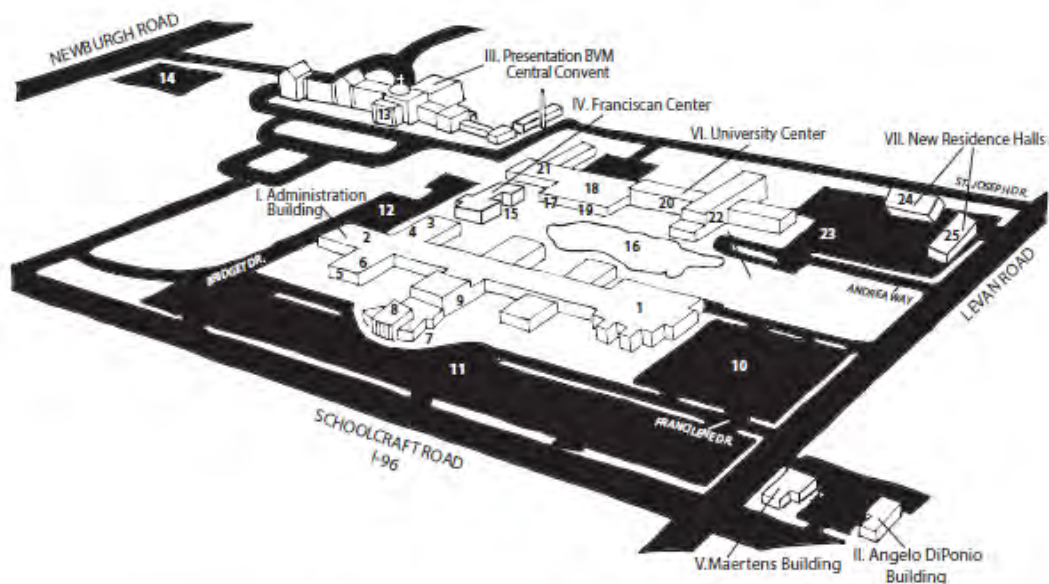 NEWBURGH ROAD
14
III. Presentation BVM
Central Convent
13
IV. Franciscan Center
VI. University Center
VII. New Residence Halls
ST. JOSEPH DR.
21
18
24
I. Administration
Building
12
17
19
20
22
15
3
4
2
23
25
16
6
5
BRIDGET DR.
ANDREA WAY
LEVAN ROAD
9
1
8
7
10
11
FRANCLENE DR.
SCHOOLCRAFT ROAD
I-96
V. Maertens Building
II. Angelo DiPonio
Building